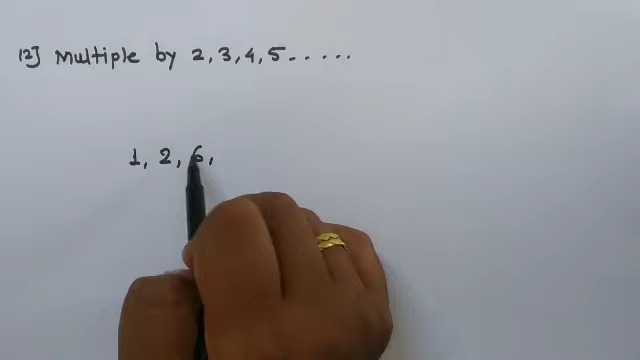 12] Multiple by 2, 3, 4, 5......
1, 2, 6,